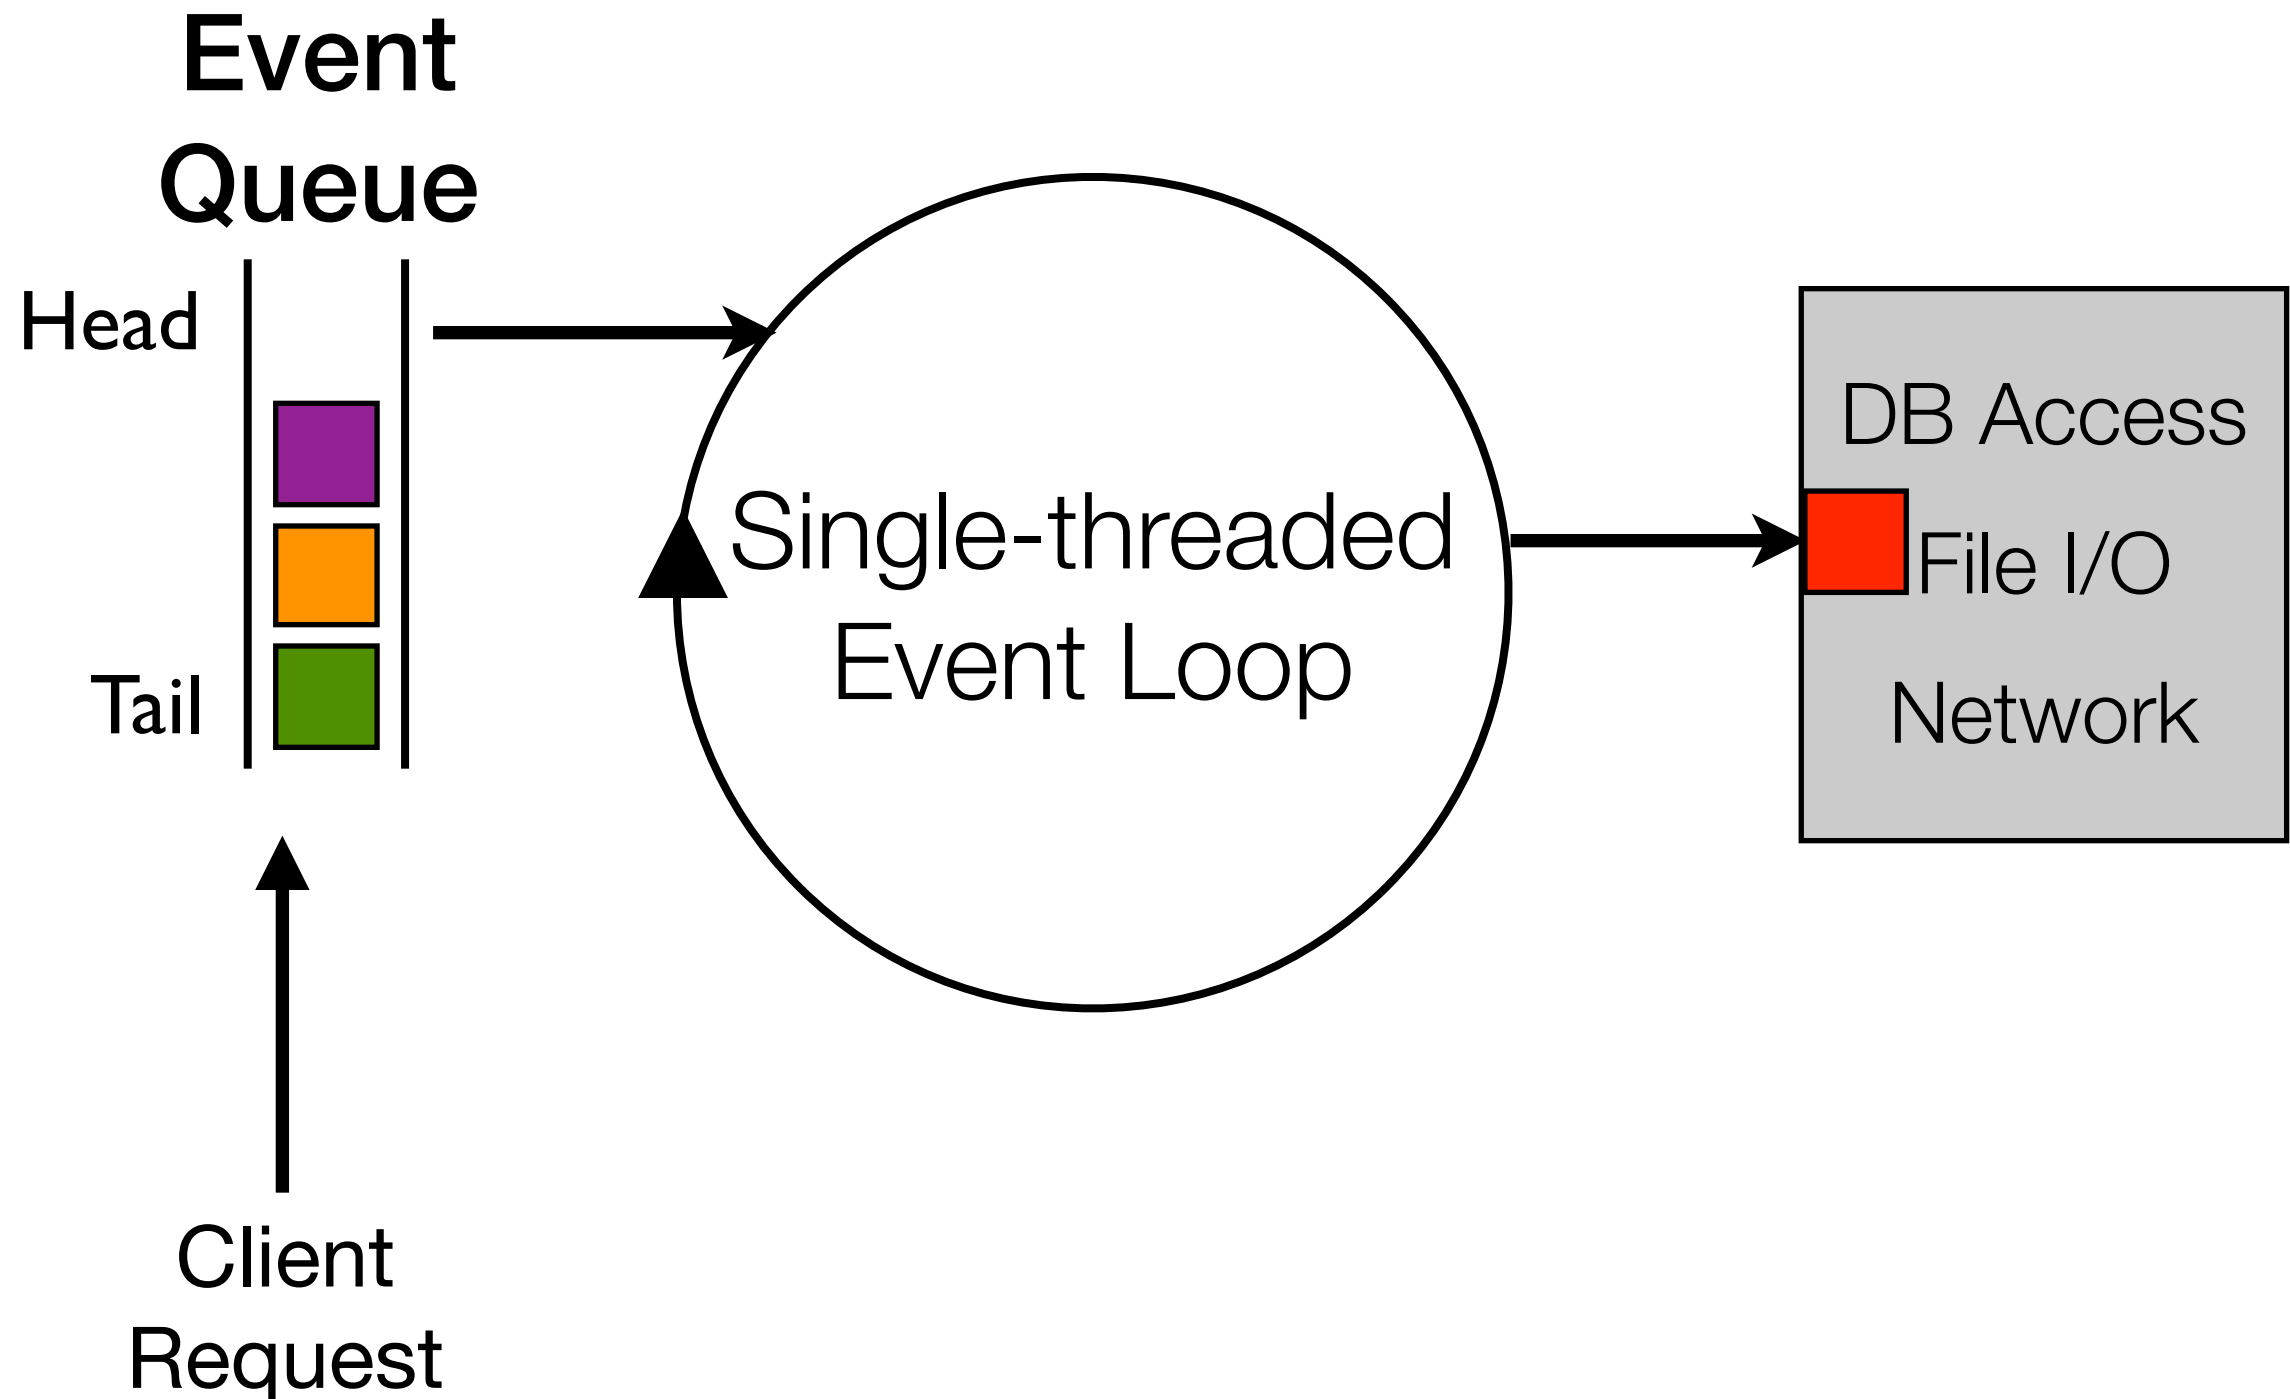 Event
Queue
Head
Tail
Client
Request
Single-threaded
Event Loop
DB Access
File I/O
Network